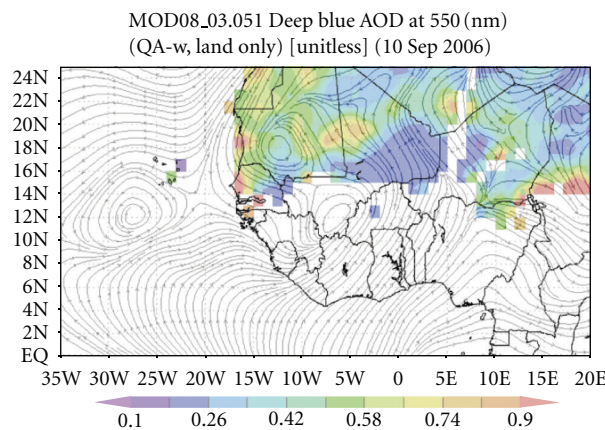 MOD08_03.051 Deep blue AOD at 550 (nm)
(QA-w, land only) [unitless] (10 Sep 2006)
24N
22N
20N
18N
16N
14N
12N
10N
8N
6N
4N
2N
EQ
35W 30W 25W 20W 15W 10W 5W 0 5E 10E 15E 20E
0.1 0.26 0.42 0.58 0.74 0.9